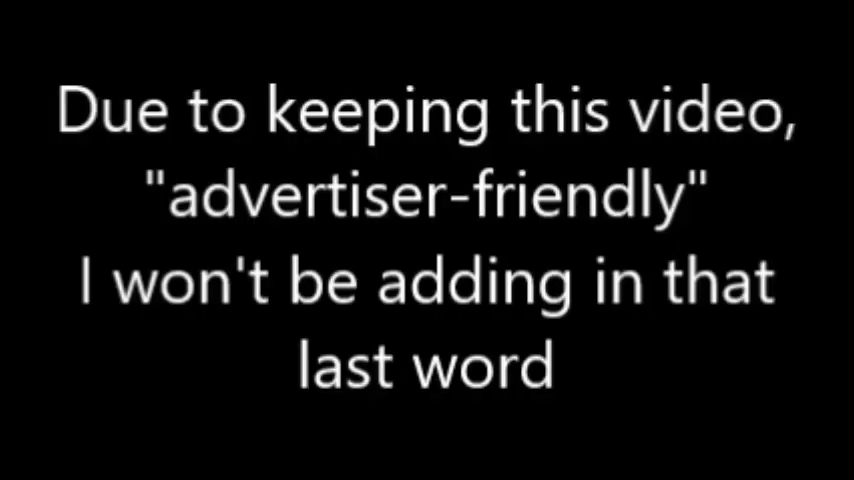 Due to keeping this video,
"advertiser-friendly"
I won't be adding in that
last word